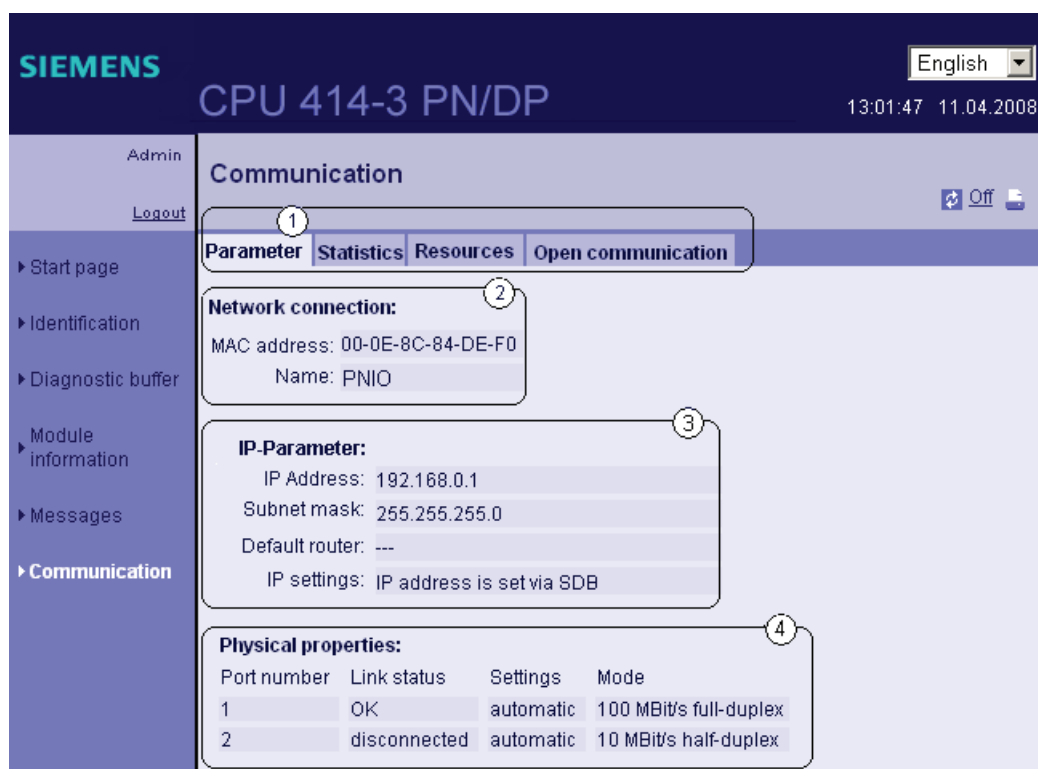 SIEMENS
English
CPU 414-3 PN/DP
13:01:47 11.04.2008
Admin
Logout
Communication
Off
1
Parameter Statistics Resources Open communication
Start page
Identification
Diagnostic buffer
Module
information
Messages
Communication
2
Network connection:
MAC address: 00-0E-8C-84-DE-F0
Name: PNIO
3
IP-Parameter:
IP Address: 192.168.0.1
Subnet mask: 255.255.255.0
Default router: ---
IP settings: IP address is set via SDB
4
Physical properties:
Port number Link status Settings Mode
1 OK automatic 100 MBit/s full-duplex
2 disconnected automatic 10 MBit/s half-duplex